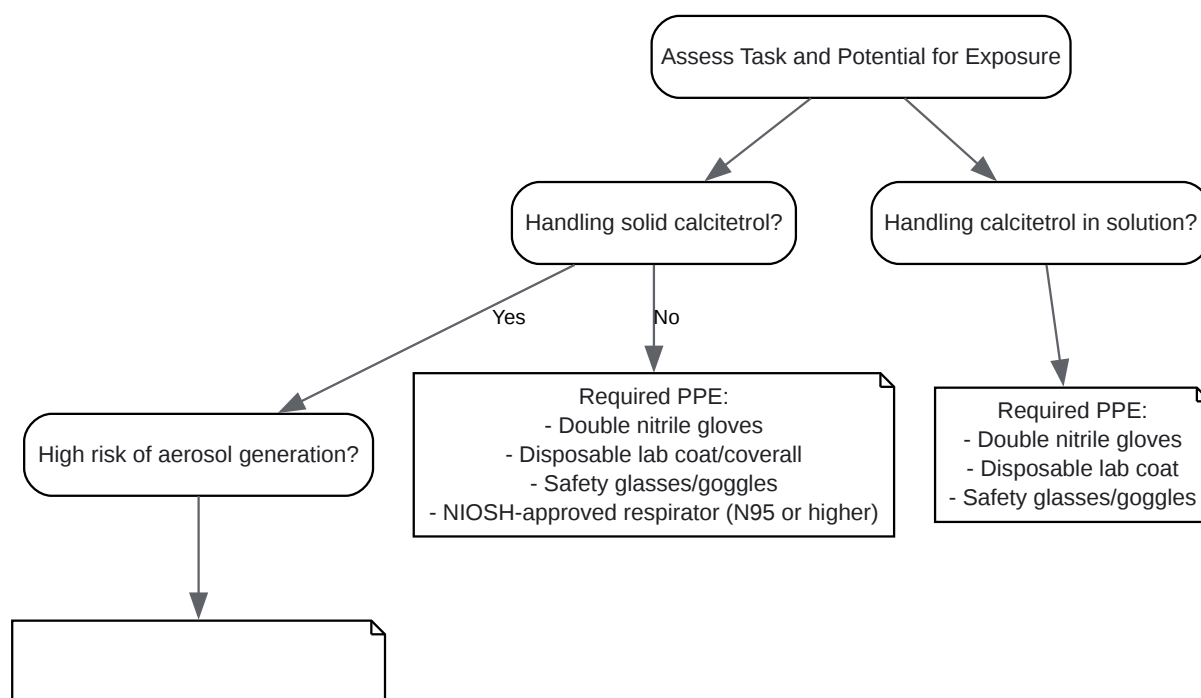 Assess Task and Potential for Exposure
Handling solid calcitetrol?
Handling calcitetrol in solution?
Yes
No
High risk of aerosol generation?
Required PPE:
- Double nitrile gloves
- Disposable lab coat/coverall
- Safety glasses/goggles
- NIOSH-approved respirator (N95 or higher)
Required PPE:
- Double nitrile gloves
- Disposable lab coat
- Safety glasses/goggles